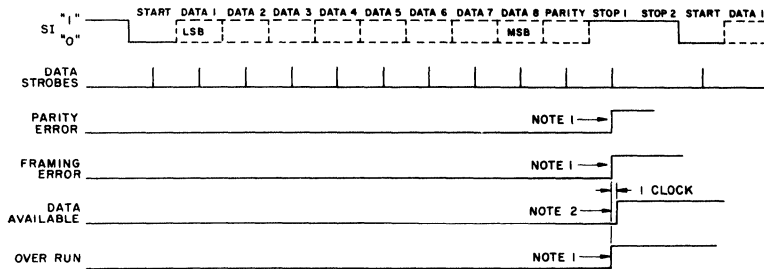 START DATA 1 DATA 2 DATA 3 DATA 4 DATA 5 DATA 6 DATA 7 DATA 8 PARITY STOP 1 STOP 2 START DATA 1
SI "1" "0"
LSB MSB
DATA STROBES
PARITY ERROR
NOTE 1
FRAMING ERROR
NOTE 1
1 CLOCK
DATA AVAILABLE
NOTE 2
OVER RUN
NOTE 1